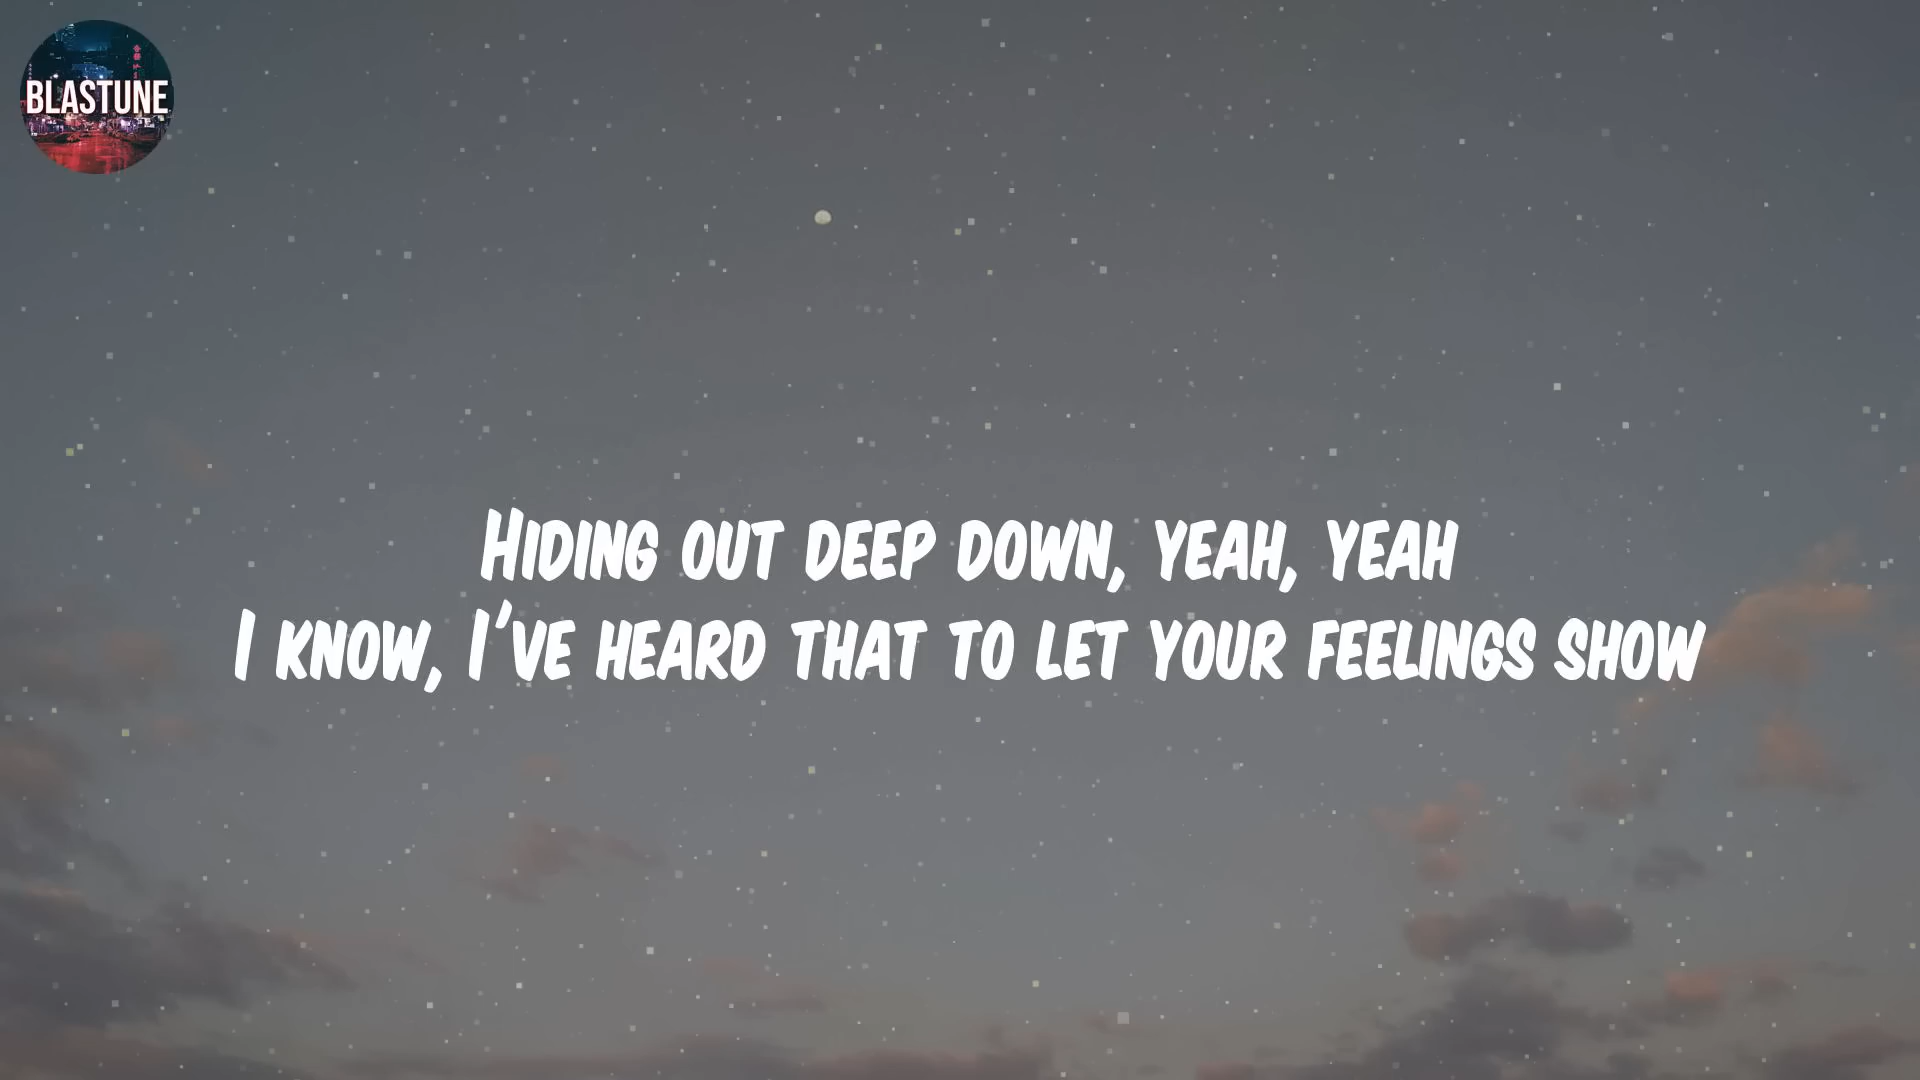 BLASTUNE
Hiding out deep down, yeah, yeah
I know, I've heard that to let your feelings show